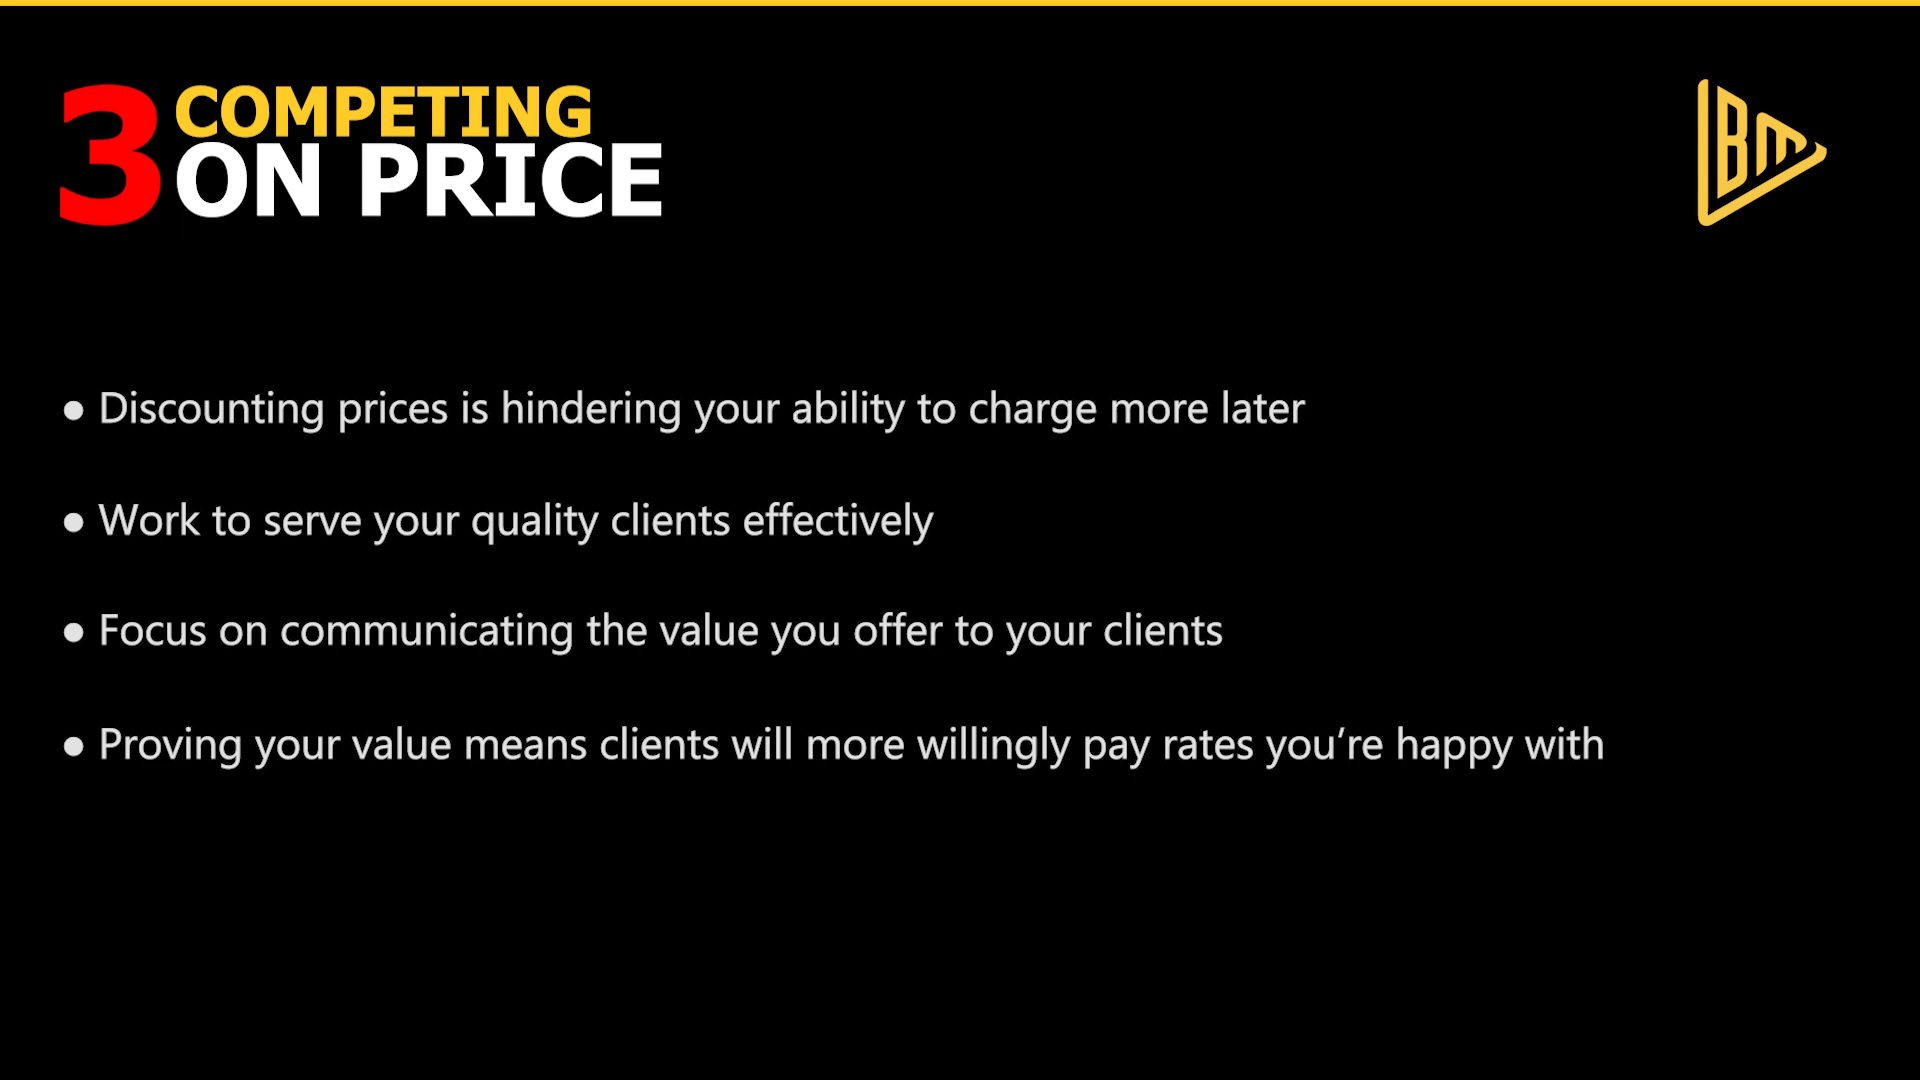 3 COMPETING
ON PRICE
BM
● Discounting prices is hindering your ability to charge more later
● Work to serve your quality clients effectively
● Focus on communicating the value you offer to your clients
● Proving your value means clients will more willingly pay rates you’re happy with